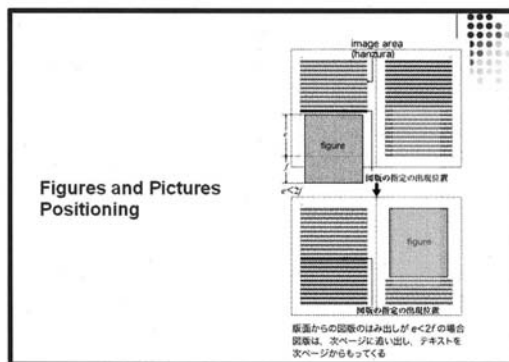 image area
(hanzura)
figure
e<2f
図版の指定の出現位置
Figures and Pictures
Positioning
figure
図版の指定の出現位置
版面からの図版のはみ出しが e<2f の場合
図版は、次ページに追い出し、テキストを
次ページからもってくる